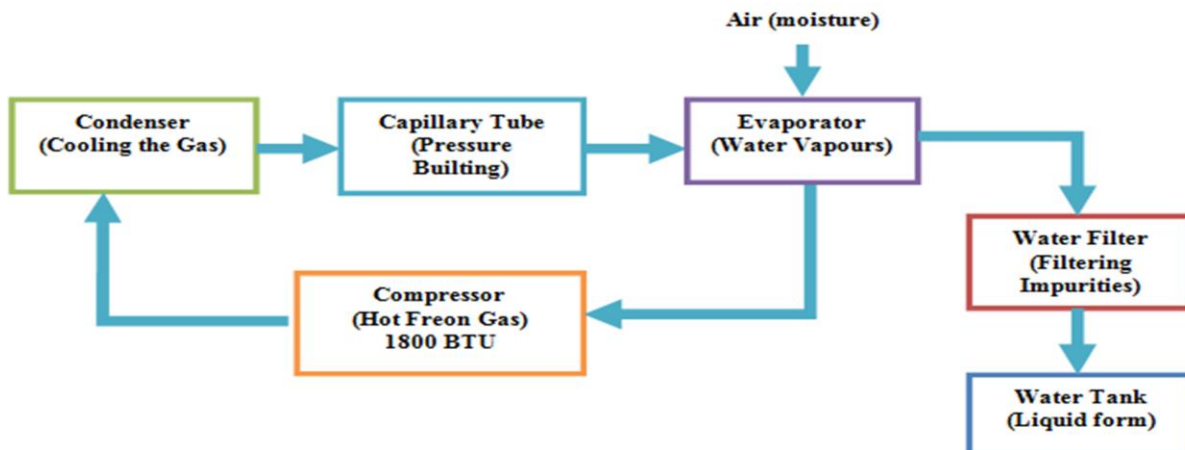 Air (moisture)
Condenser
(Cooling the Gas)
Capillary Tube
(Pressure
Builting)
Evaporator
(Water Vapours)
Compressor
(Hot Freon Gas)
1800 BTU
Water Filter
(Filtering
Impurities)
Water Tank
(Liquid form)